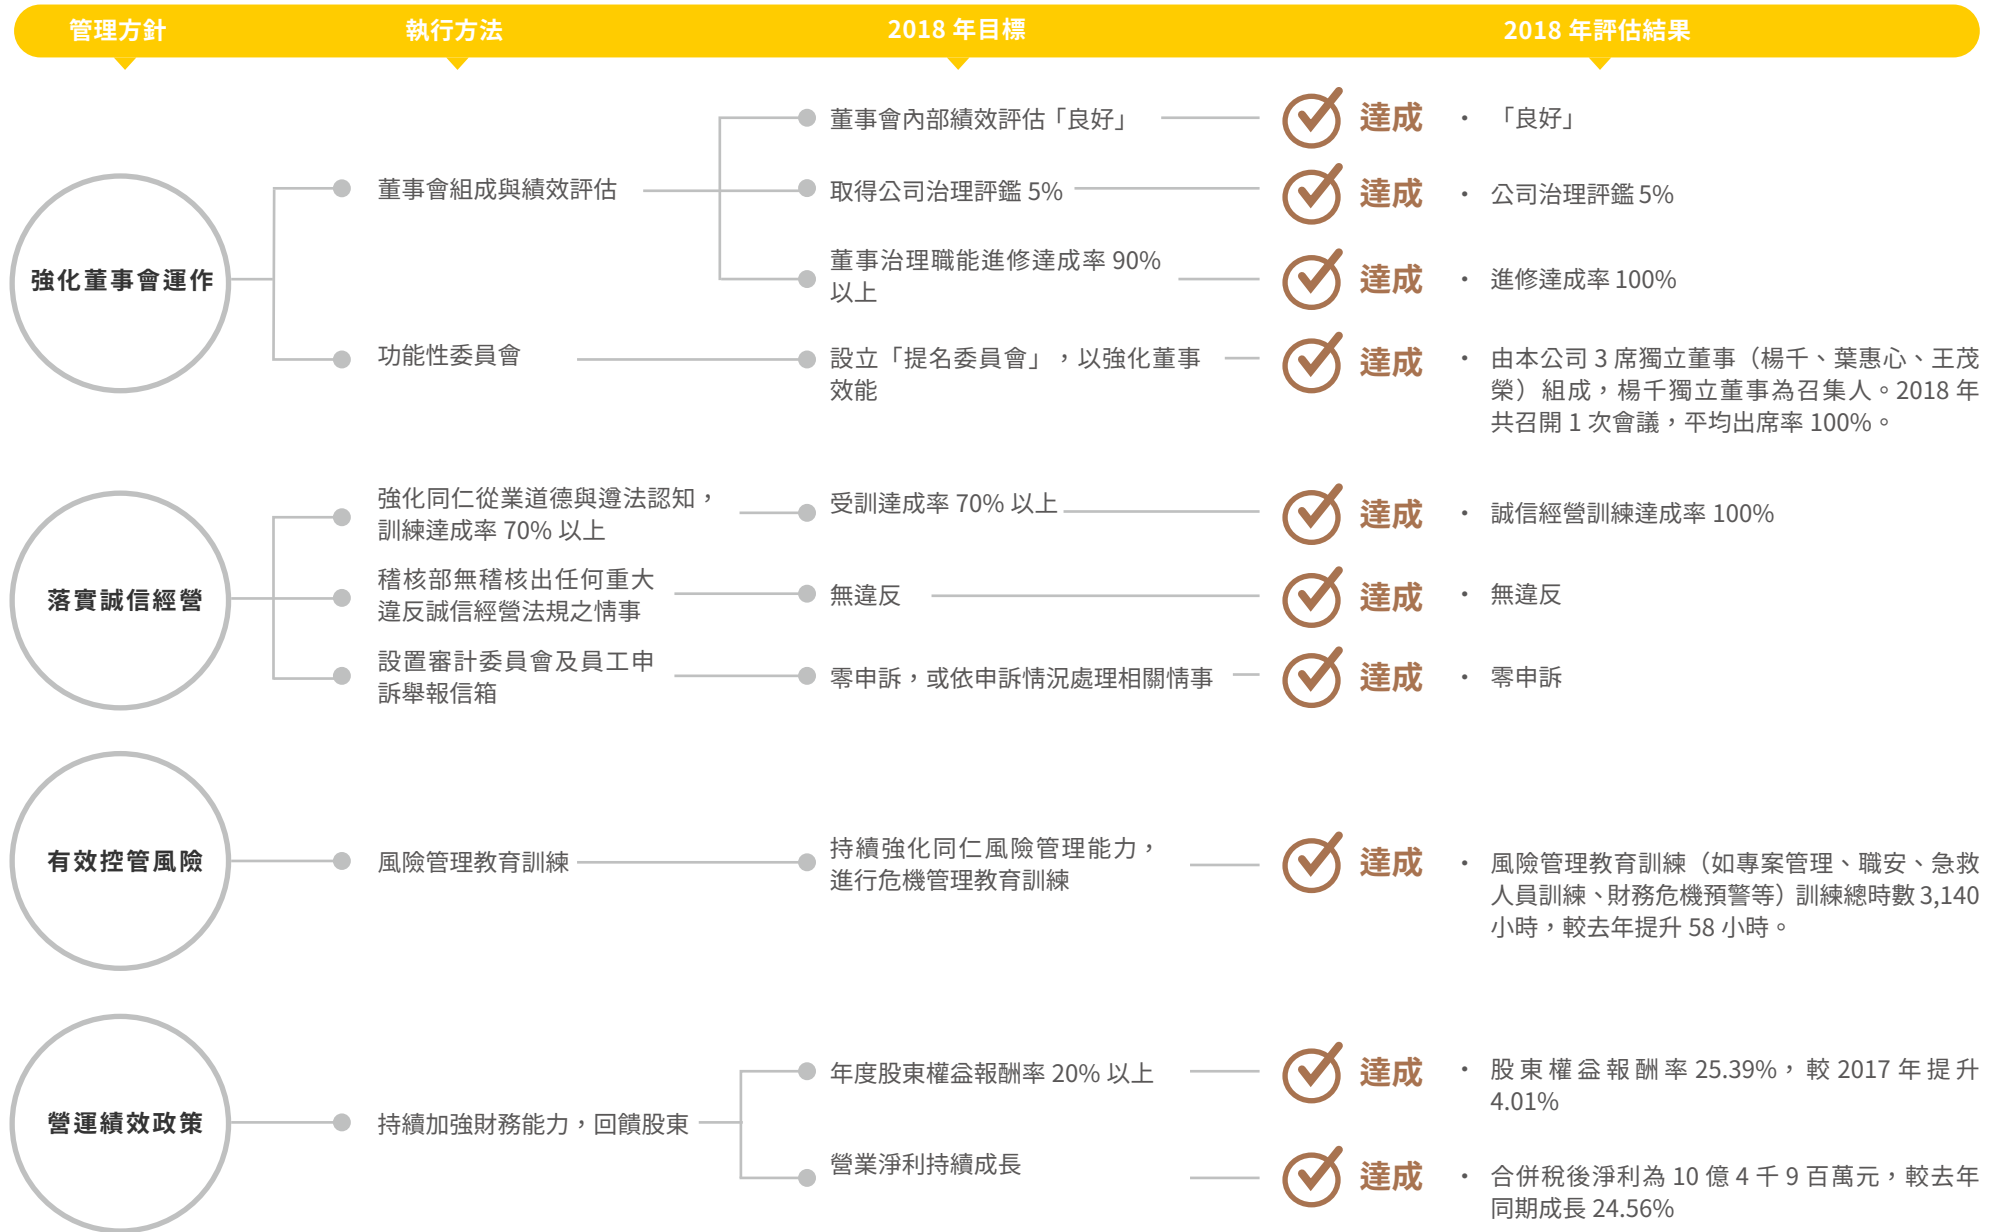 管理方針 執行方法 2018 年目標 2018 年評估結果
強化董事會運作
董事會組成與績效評估
董事會內部績效評估「良好」
達成
・ 「良好」
取得公司治理評鑑 5%
達成
・ 公司治理評鑑 5%
董事治理職能進修達成率 90%
以上
達成
・ 進修達成率 100%
功能性委員會
設立「提名委員會」，以強化董事
效能
達成
・ 由本公司 3 席獨立董事（楊千、葉惠心、王茂
榮）組成，楊千獨立董事為召集人。2018 年
共召開 1 次會議，平均出席率 100%。
落實誠信經營
強化同仁從業道德與遵法認知，
訓練達成率 70% 以上
受訓達成率 70% 以上
達成
・ 誠信經營訓練達成率 100%
稽核部無稽核出任何重大
違反誠信經營法規之情事
無違反
達成
・ 無違反
設置審計委員會及員工申
訴舉報信箱
零申訴，或依申訴情況處理相關情事
達成
・ 零申訴
有效控管風險
風險管理教育訓練
持續強化同仁風險管理能力，
進行危機管理教育訓練
達成
・ 風險管理教育訓練（如專案管理、職安、急救
人員訓練、財務危機預警等）訓練總時數 3,140
小時，較去年提升 58 小時。
營運績效政策
持續加強財務能力，回饋股東
年度股東權益報酬率 20% 以上
達成
・ 股東權益報酬率 25.39%，較 2017 年提升
4.01%
營業淨利持續成長
達成
・ 合併稅後淨利為 10 億 4 千 9 百萬元，較去年
同期成長 24.56%